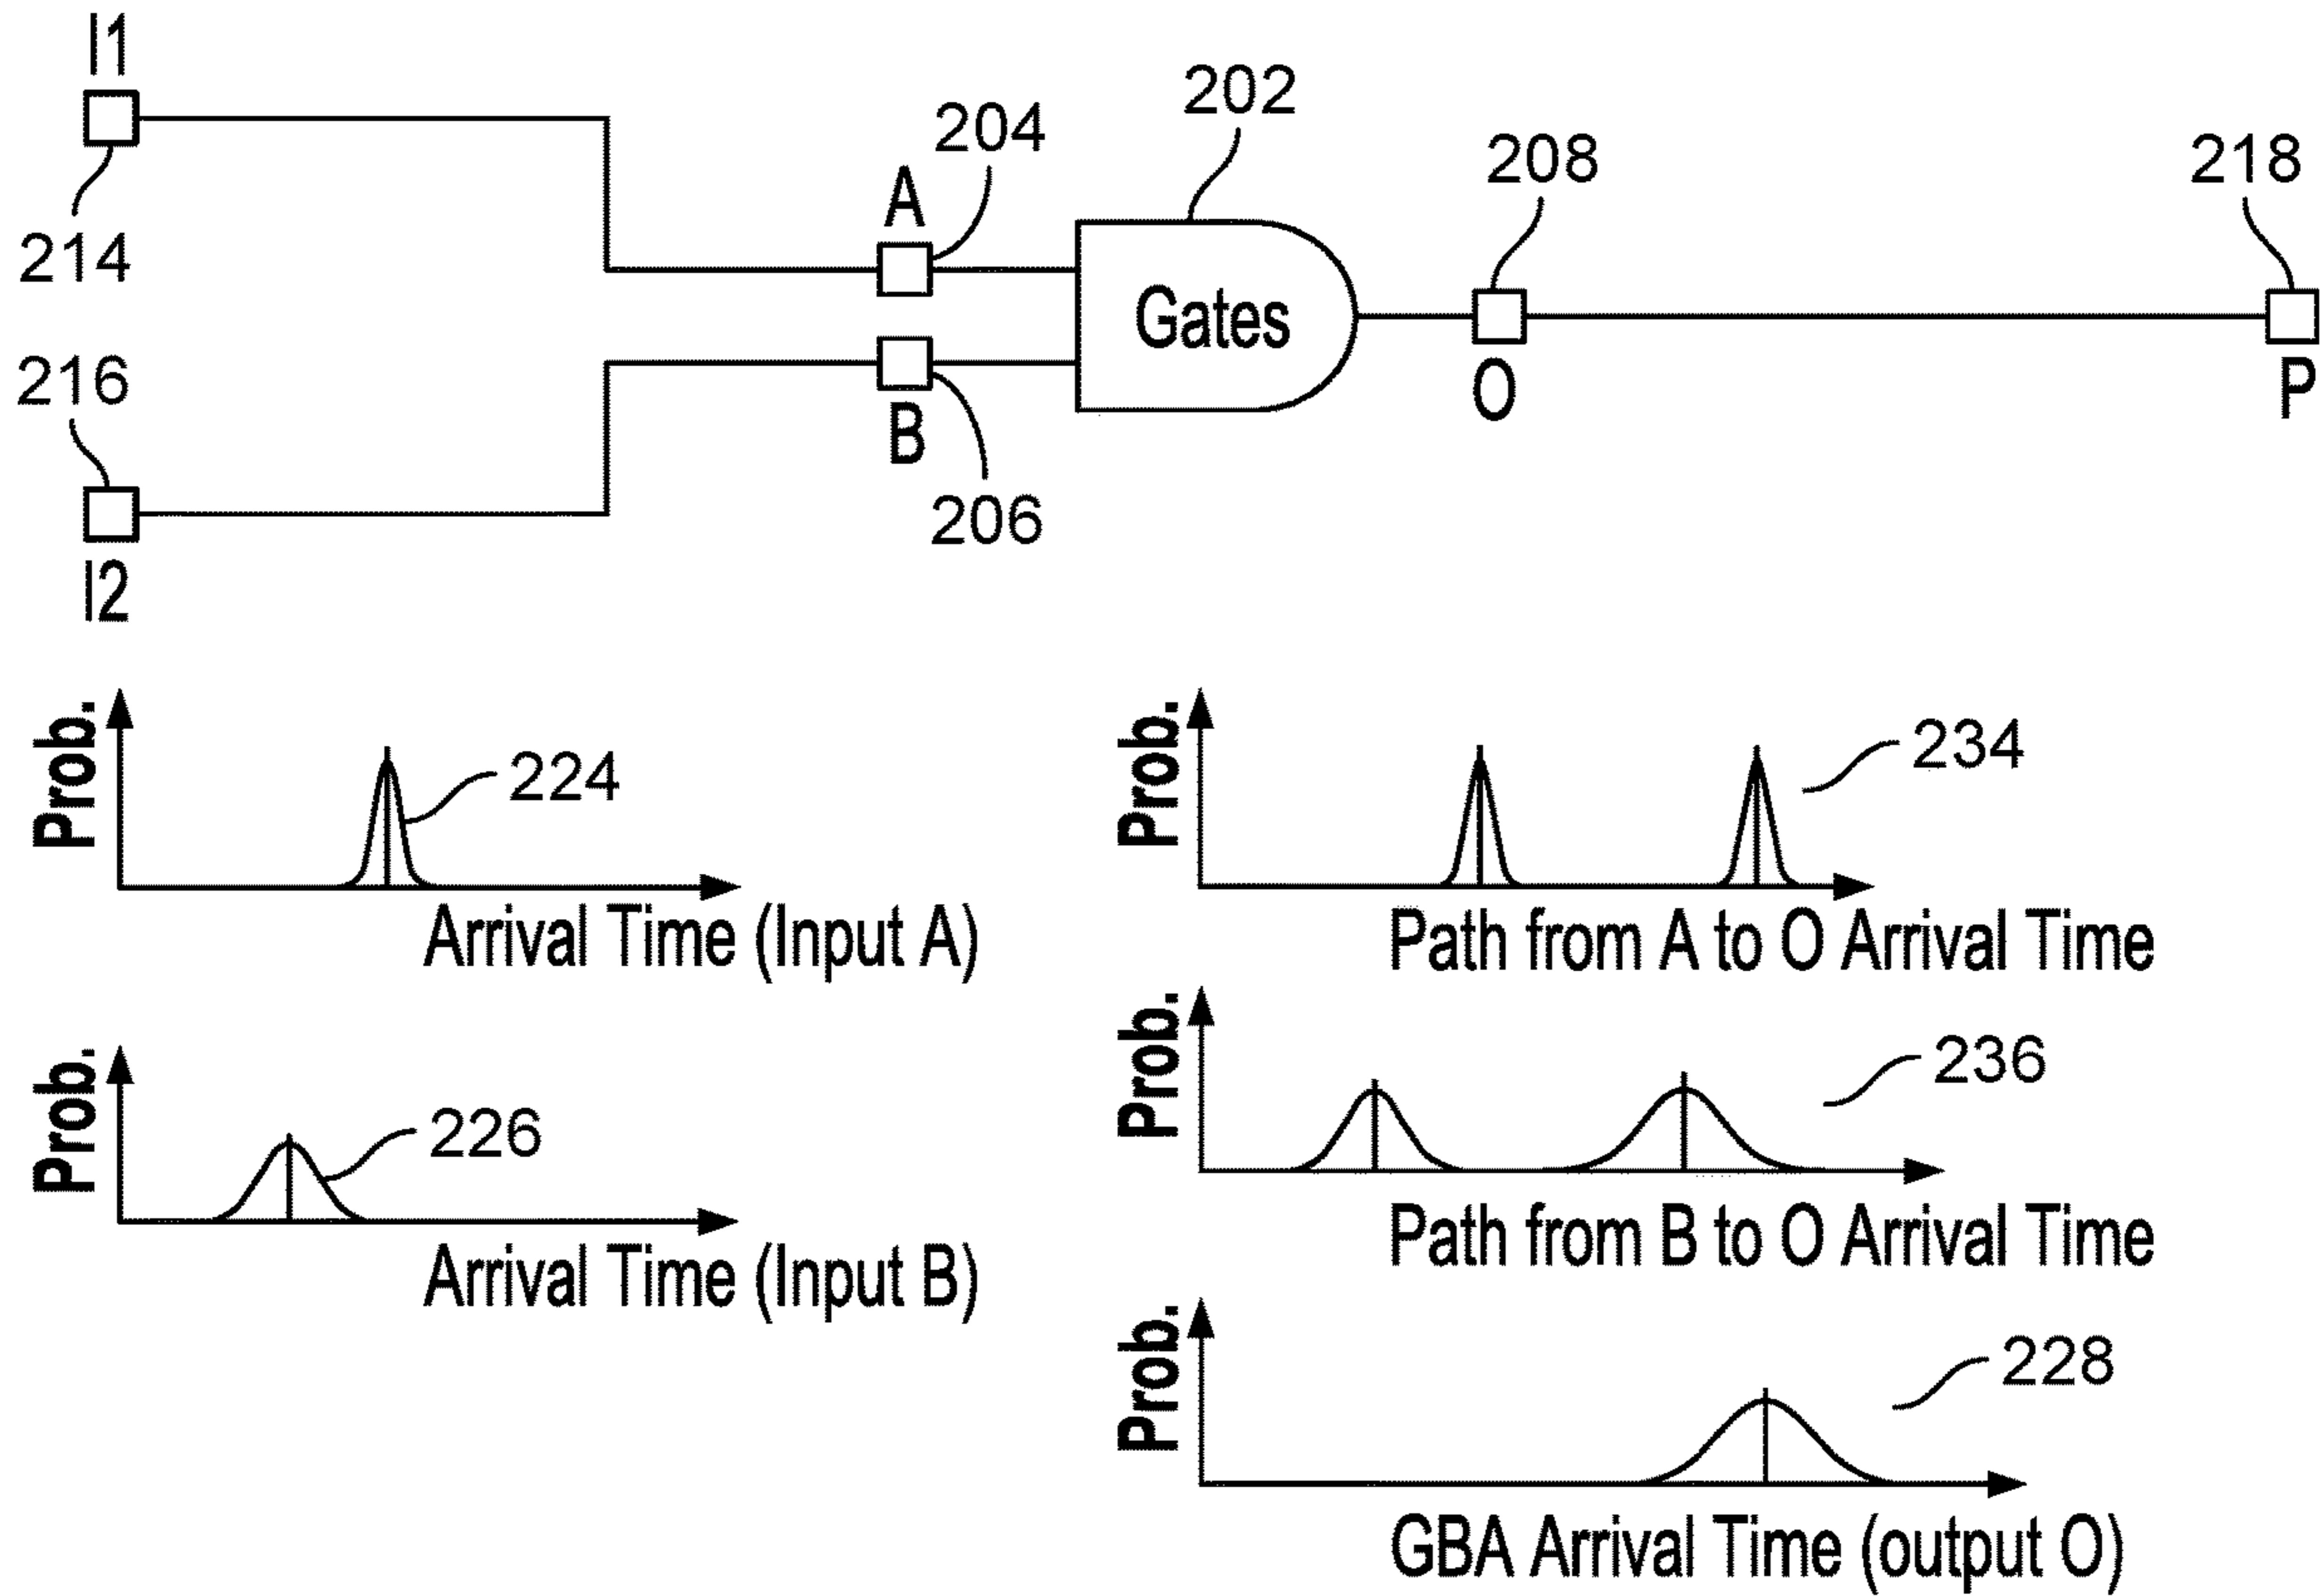 I1
202
204
208
218
A
214
Gates
216
O
P
B
206
I2
Prob.
224
Arrival Time (Input A)
Prob.
234
Path from A to O Arrival Time
Prob.
226
Arrival Time (Input B)
Prob.
236
Path from B to O Arrival Time
Prob.
228
GBA Arrival Time (output O)